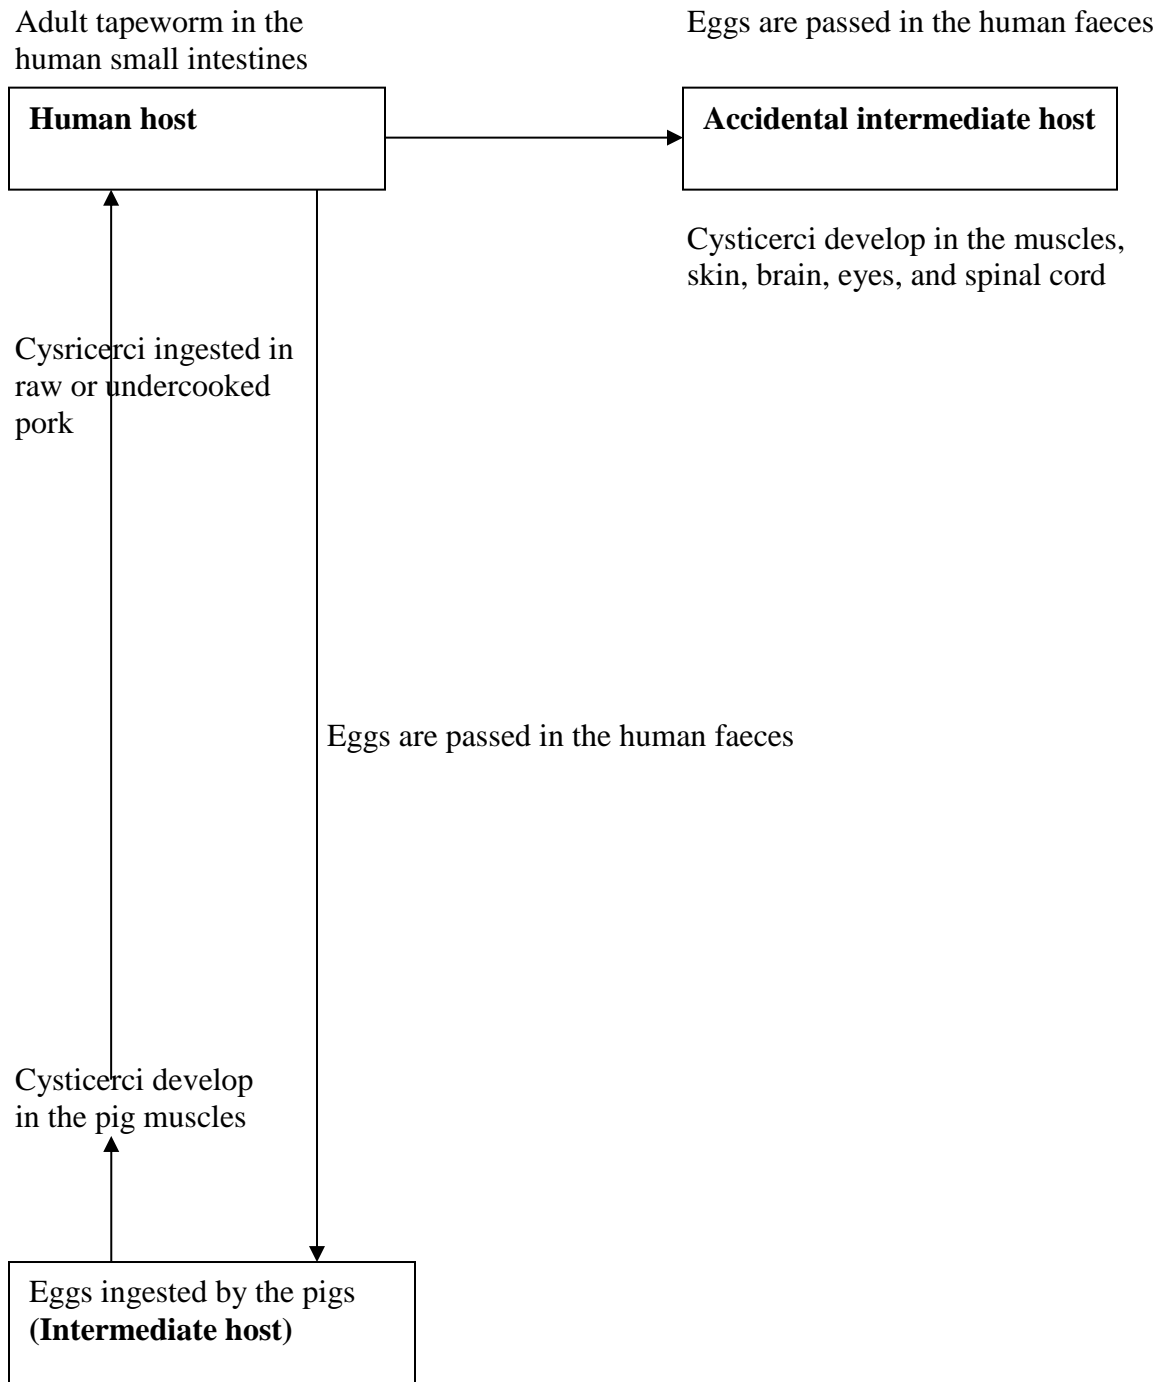 Adult tapeworm in the
human small intestines
Eggs are passed in the human faeces
Human host
Accidental intermediate host
Cysticerci develop in the muscles,
skin, brain, eyes, and spinal cord
Cysricerci ingested in
raw or undercooked
pork
Eggs are passed in the human faeces
Cysticerci develop
in the pig muscles
Eggs ingested by the pigs
(Intermediate host)